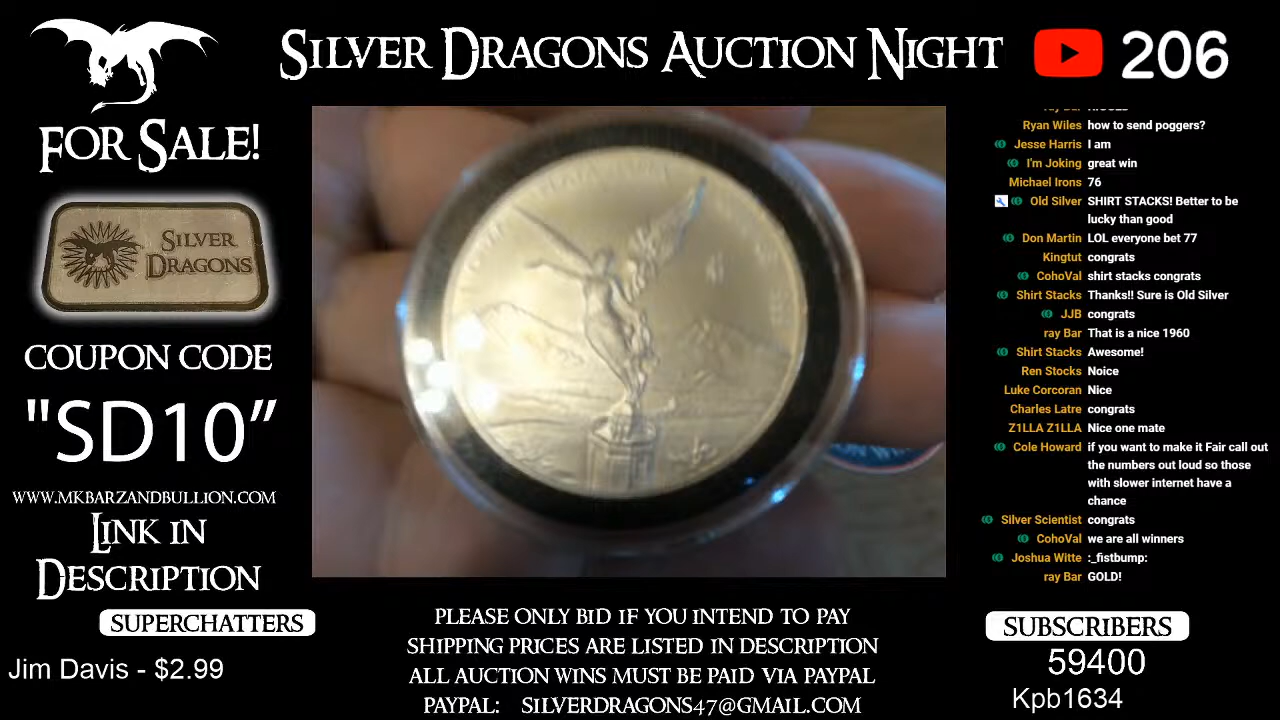 SILVER DRAGONS AUCTION NIGHT
206
FOR SALE!
SILVER
DRAGONS
COUPON CODE
"SD10”
WWW.MKBARZANDBULLION.COM
LINK IN
DESCRIPTION
SUPERCHATTERS
Jim Davis - $2.99
Ryan Wiles how to send poggers?
Jesse Harris I am
I'm Joking great win
Michael Irons 76
Old Silver SHIRT STACKS! Better to be
lucky than good
Don Martin LOL everyone bet 77
Kingtut congrats
CohoVal shirt stacks congrats
Shirt Stacks Thanks!! Sure is Old Silver
JJB congrats
ray Bar That is a nice 1960
Shirt Stacks Awesome!
Ren Stocks Noice
Luke Corcoran Nice
Charles Latre congrats
Z1LLA Z1LLA Nice one mate
Cole Howard if you want to make it Fair call out
the numbers out loud so those
with slower internet have a
chance
Silver Scientist congrats
CohoVal we are all winners
Joshua Witte :_fistbump:
ray Bar GOLD!
PLEASE ONLY BID IF YOU INTEND TO PAY
SHIPPING PRICES ARE LISTED IN DESCRIPTION
ALL AUCTION WINS MUST BE PAID VIA PAYPAL
PAYPAL: SILVERDRAGONS47@GMAIL.COM
SUBSCRIBERS
59400
Kpb1634